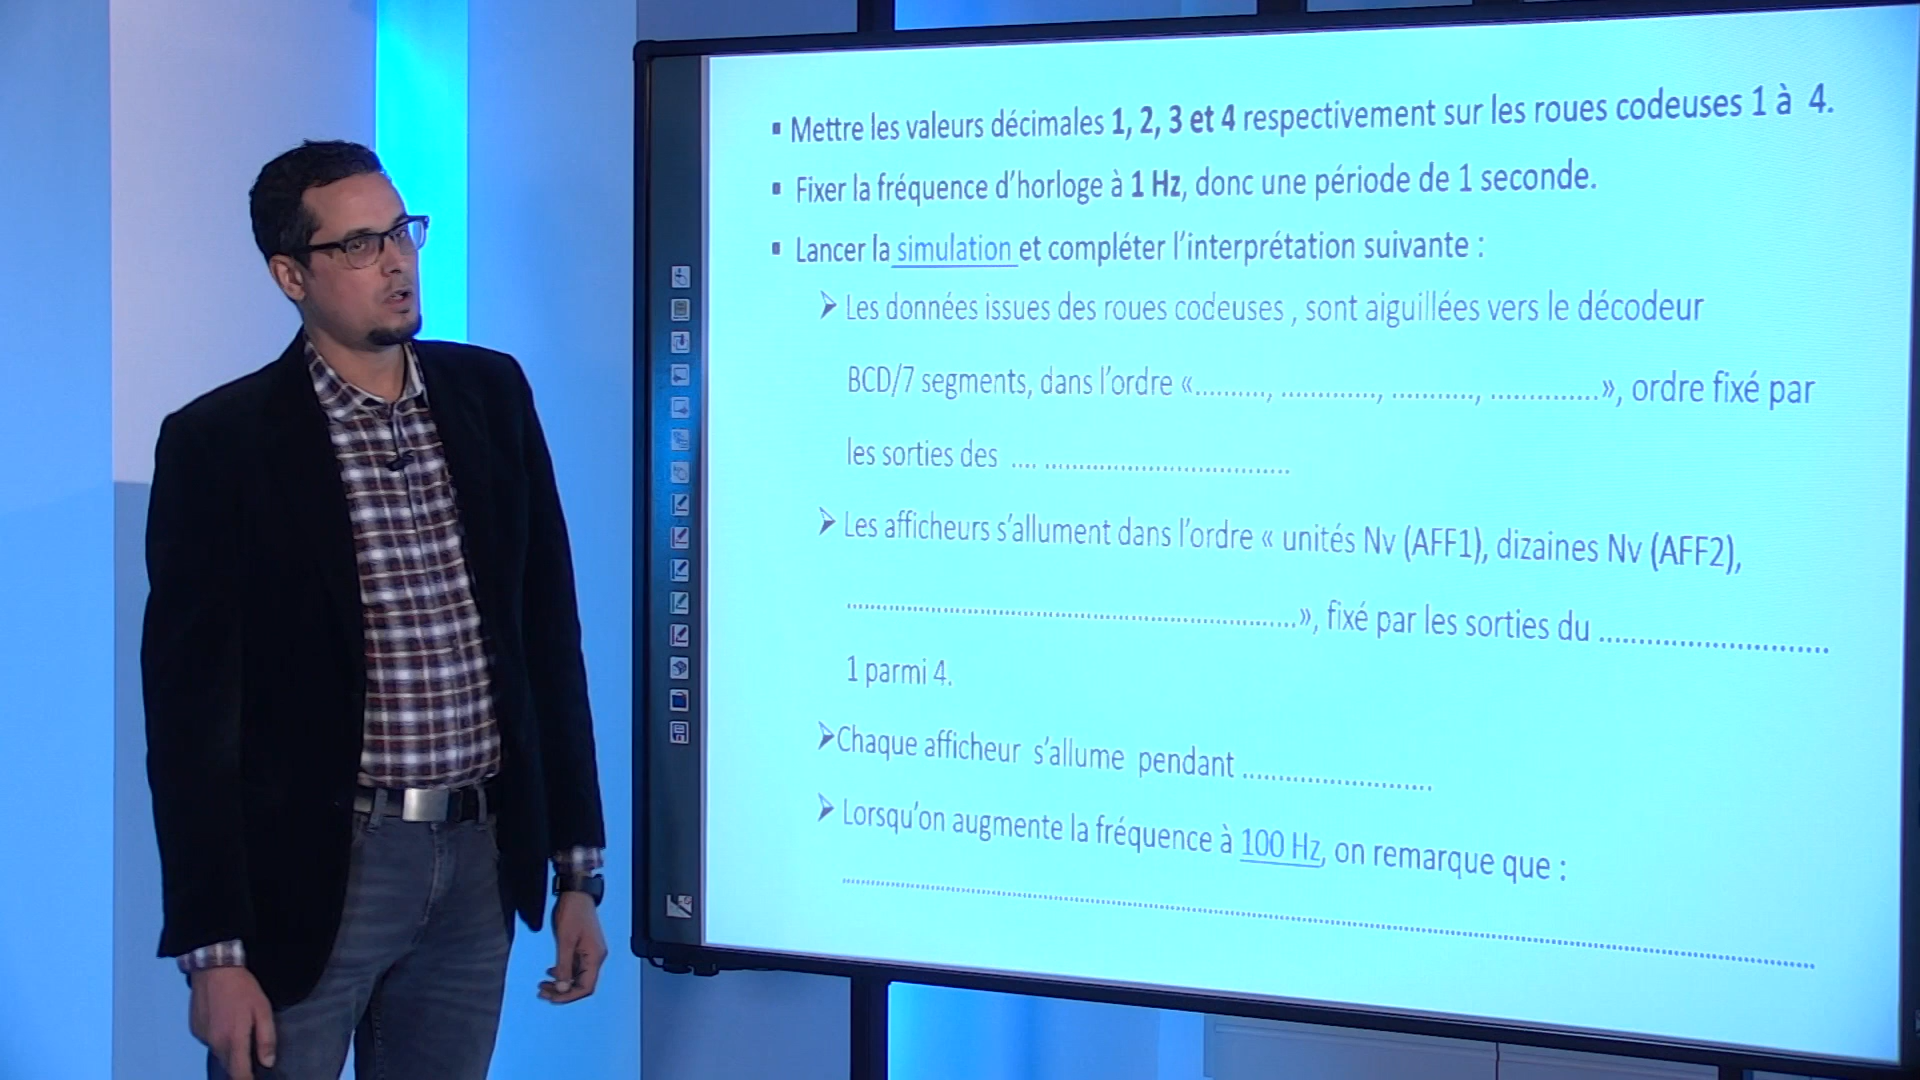 ▪ Mettre les valeurs décimales 1, 2, 3 et 4 respectivement sur les roues codeuses 1 à 4.
▪ Fixer la fréquence d'horloge à 1 Hz, donc une période de 1 seconde.
▪ Lancer la simulation et compléter l'interprétation suivante :
➢ Les données issues des roues codeuses , sont aiguillées vers le décodeur
BCD/7 segments, dans l'ordre «.........., ............., ..........., ...............», ordre fixé par
les sorties des .... ...................................
➢ Les afficheurs s'allument dans l'ordre « unités Nv (AFF1), dizaines Nv (AFF2),
................................................................», fixé par les sorties du ..............................
1 parmi 4.
➢Chaque afficheur s'allume pendant ..........................
➢ Lorsqu'on augmente la fréquence à 100 Hz, on remarque que :
....................................................................................................................................